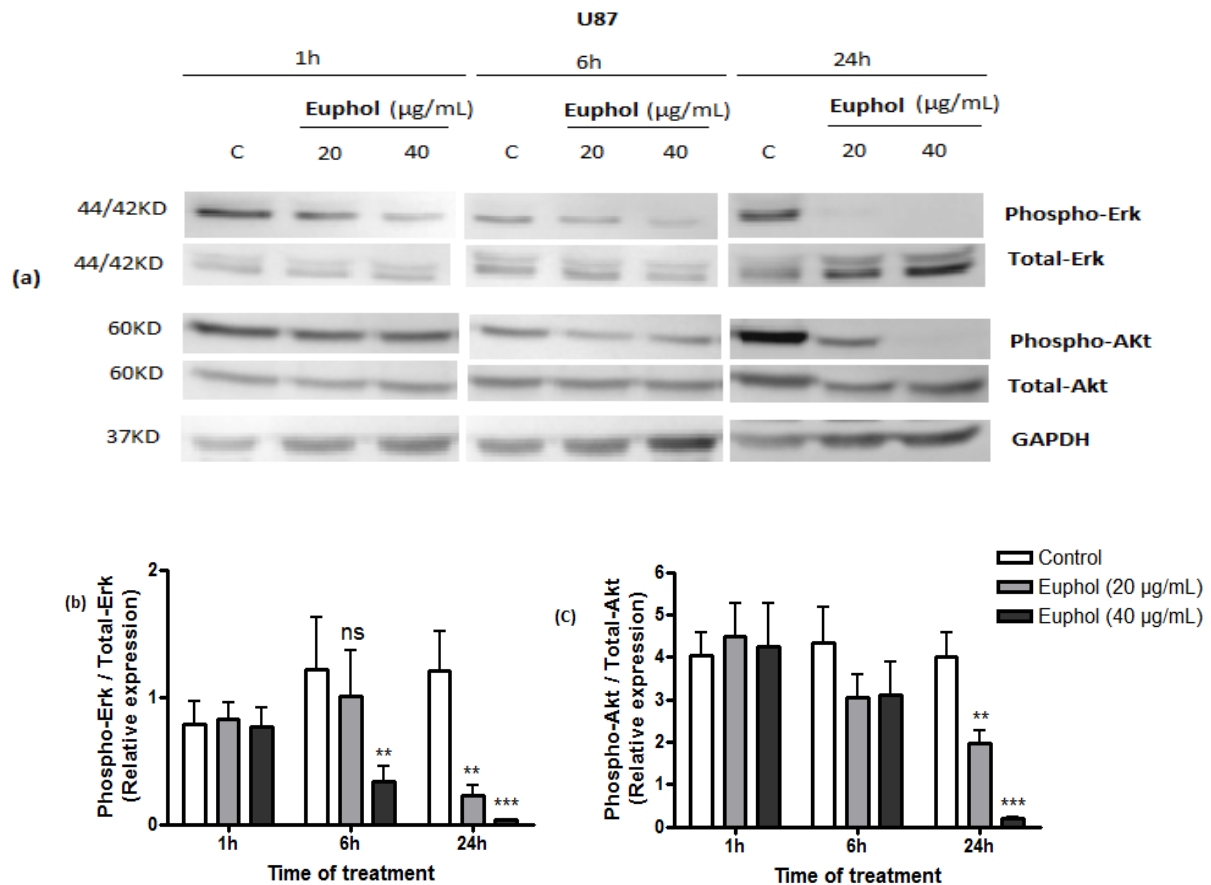 U87
1h 6h 24h
Euphol (µg/mL) Euphol (µg/mL) Euphol (µg/mL)
C 20 40 C 20 40 C 20 40
44/42KD Phospho-Erk
44/42KD Total-Erk
(a)
60KD Phospho-AKt
60KD Total-Akt
37KD GAPDH
Control
Euphol (20 µg/mL)
Euphol (40 µg/mL)
(b)
Phospho-Erk / Total-Erk
(Relative expression)
2
1
0
ns
**
**
***
1h 6h 24h
Time of treatment
(C)
Phospho-Akt / Total-Akt
(Relative expression)
6
5
4
3
2
1
0
**
***
1h 6h 24h
Time of treatment